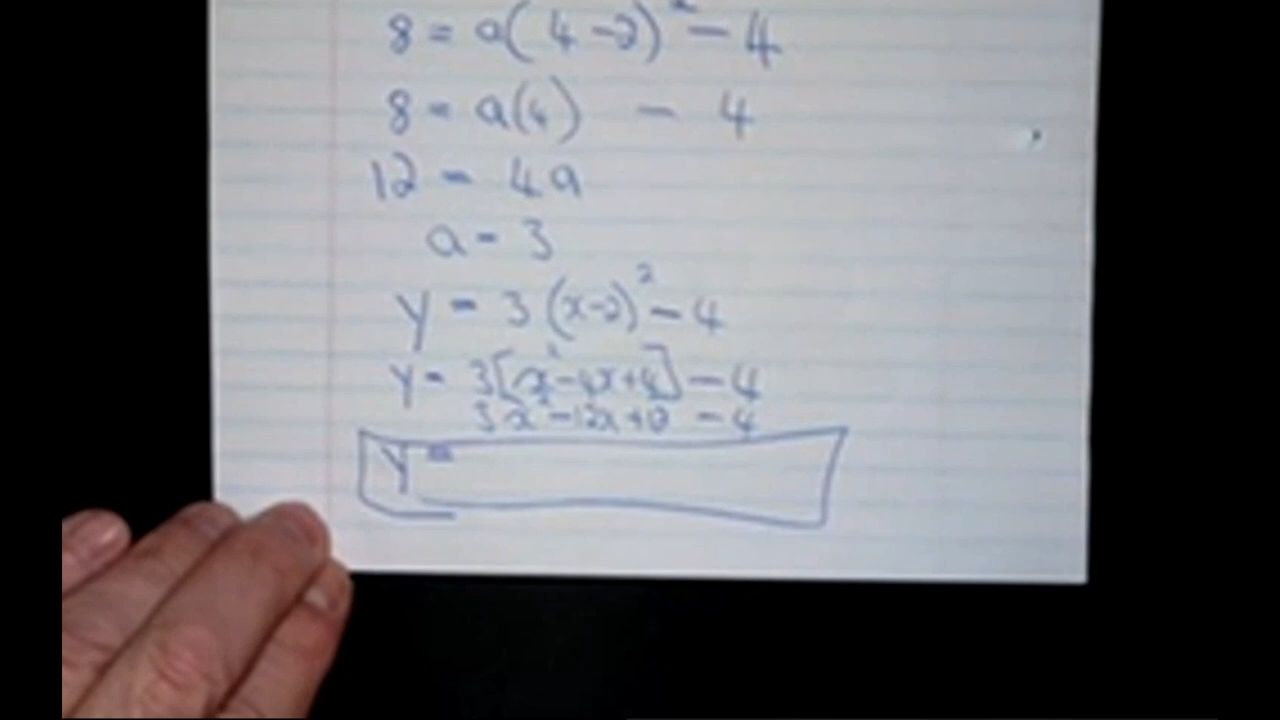 8 = a(4-2)² - 4
8 = a(4) - 4
12 = 4a
a = 3
y = 3(x-2)² - 4
y = 3[x²-4x+4] - 4
3x²-12x+12 - 4
y =